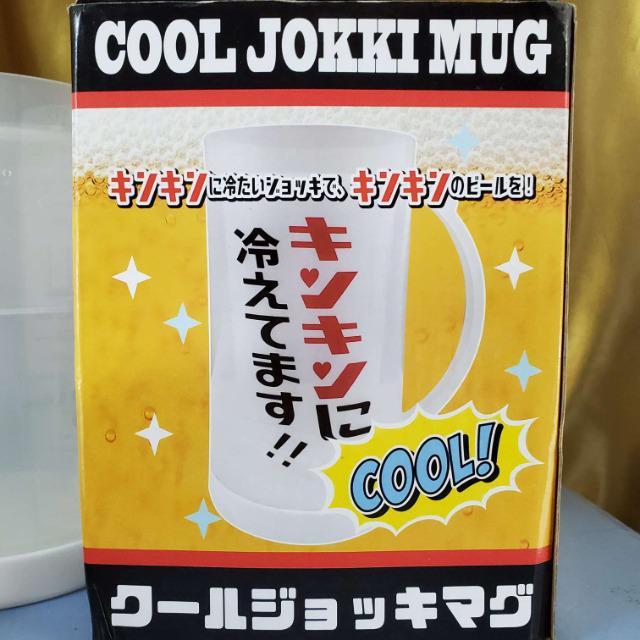 COOL JOKKI MUG
キンキンに冷たいジョッキで、キンキンのビールを!
キンキンに
冷えてます!!
COOL!
クールジョッキマグ